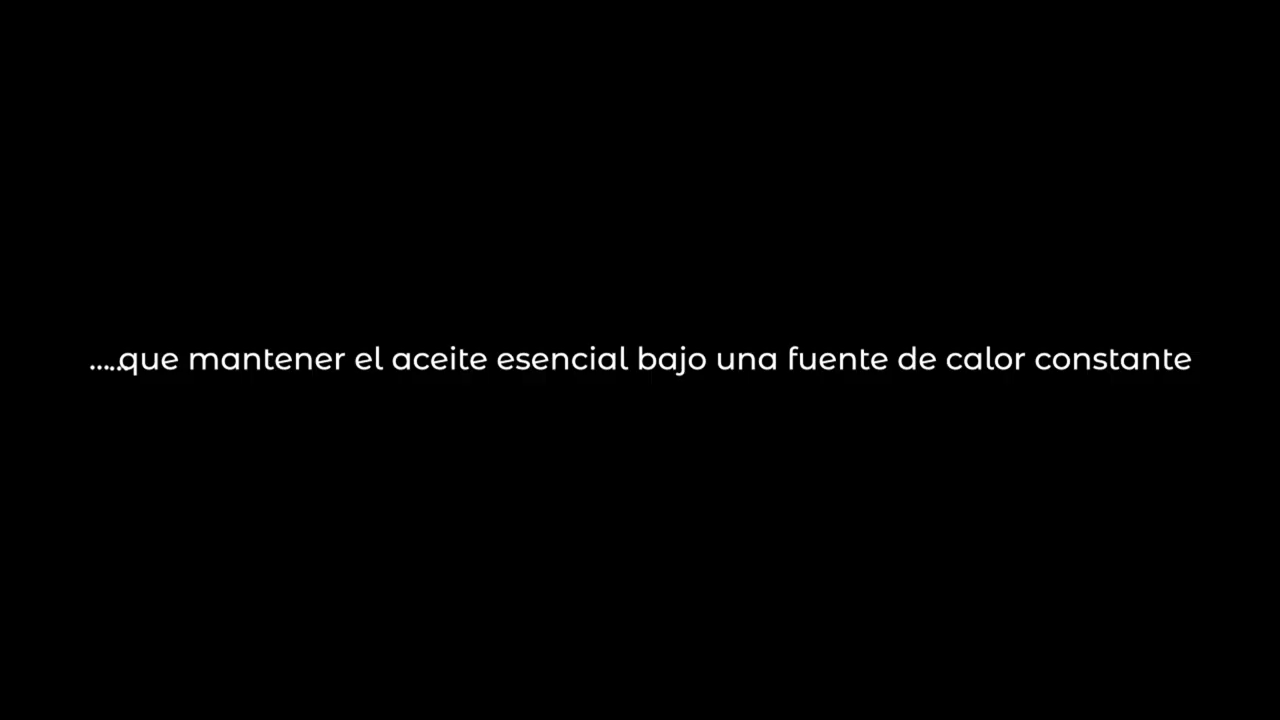 .....que mantener el aceite esencial bajo una fuente de calor constante